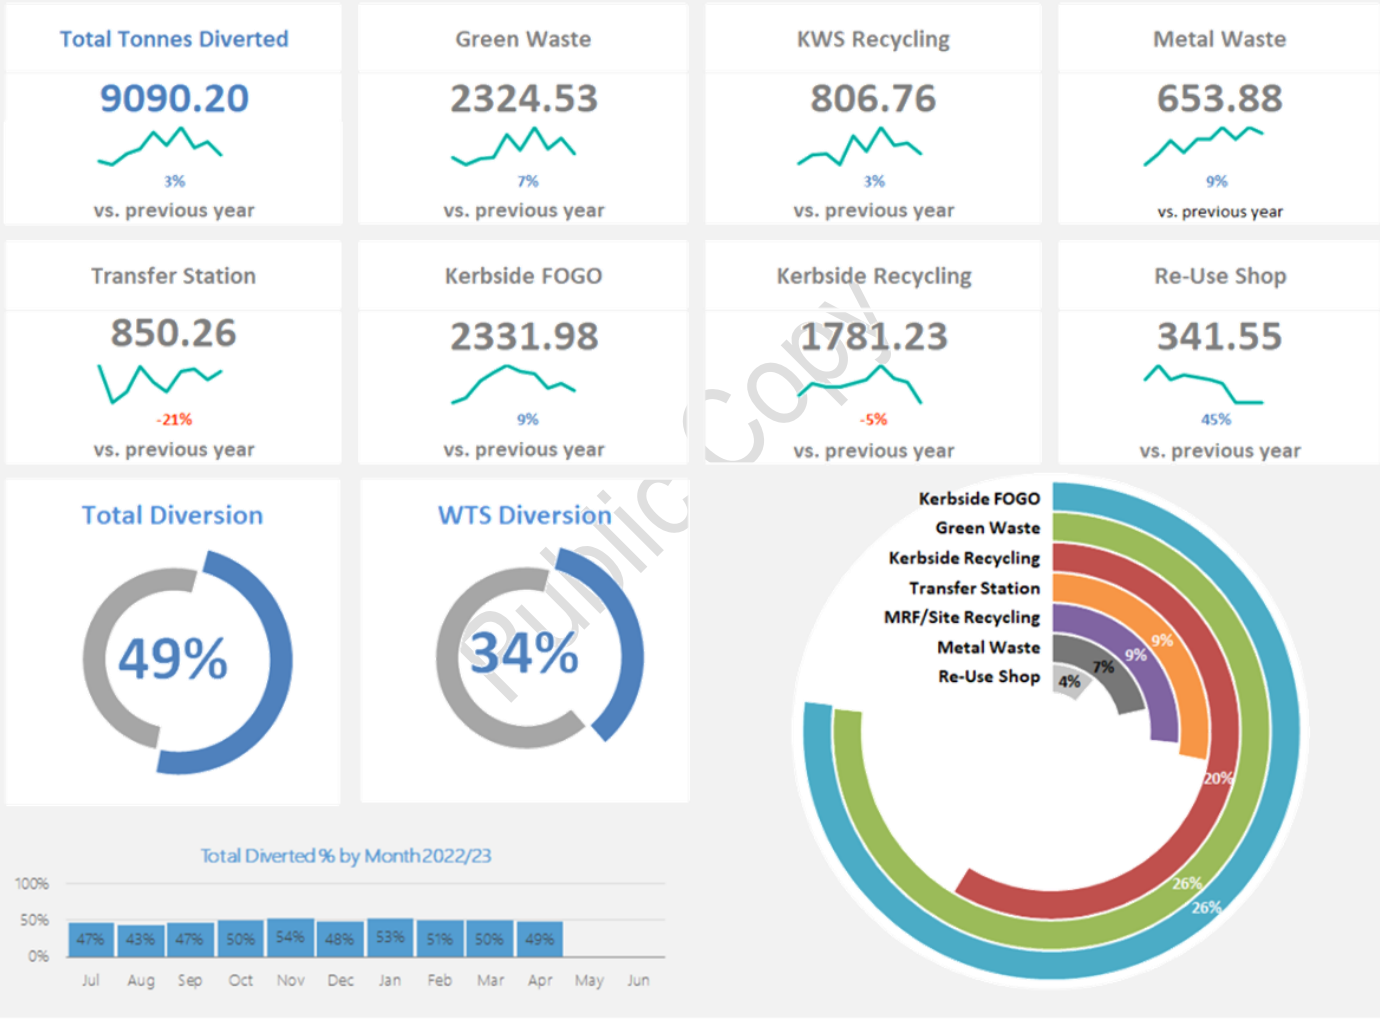 Total Tonnes Diverted
9090.20
3%
vs. previous year
Green Waste
2324.53
7%
vs. previous year
KWS Recycling
806.76
3%
vs. previous year
Metal Waste
653.88
9%
vs. previous year
Transfer Station
850.26
-21%
vs. previous year
Kerbside FOGO
2331.98
9%
vs. previous year
Kerbside Recycling
1781.23
-5%
vs. previous year
Re-Use Shop
341.55
45%
vs. previous year
Public Copy
Total Diversion
49%
WTS Diversion
34%
Kerbside FOGO
Green Waste
Kerbside Recycling
Transfer Station
MRF/Site Recycling
Metal Waste
Re-Use Shop
9%
9%
7%
4%
20%
26%
26%
Total Diverted % by Month 2022/23
100%
50%
0%
47% 43% 47% 50% 54% 48% 53% 51% 50% 49%
Jul Aug Sep Oct Nov Dec Jan Feb Mar Apr May Jun